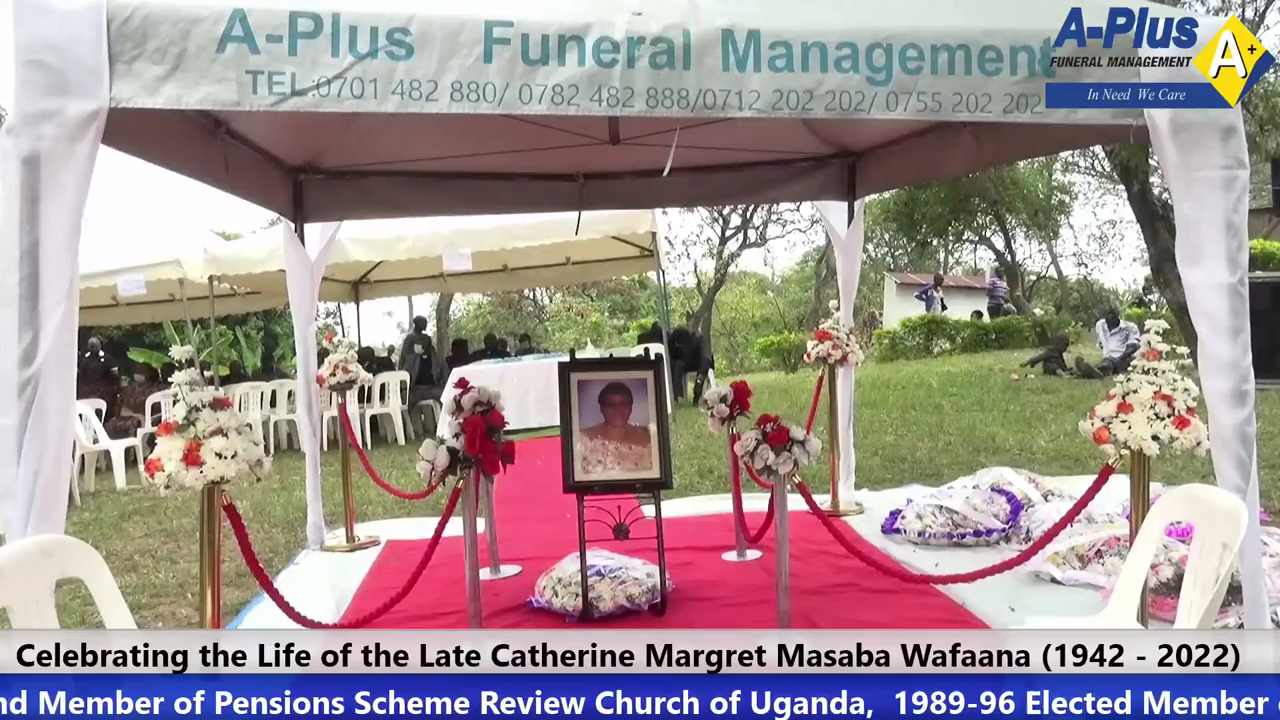 A-Plus Funeral Management
TEL:0701 482 880/ 0782 482 888/0712 202 202/ 0755 202 202
A-Plus
FUNERAL MANAGEMENT
In Need We Care
A+
Celebrating the Life of the Late Catherine Margret Masaba Wafaana (1942 - 2022)
nd Member of Pensions Scheme Review Church of Uganda, 1989-96 Elected Member